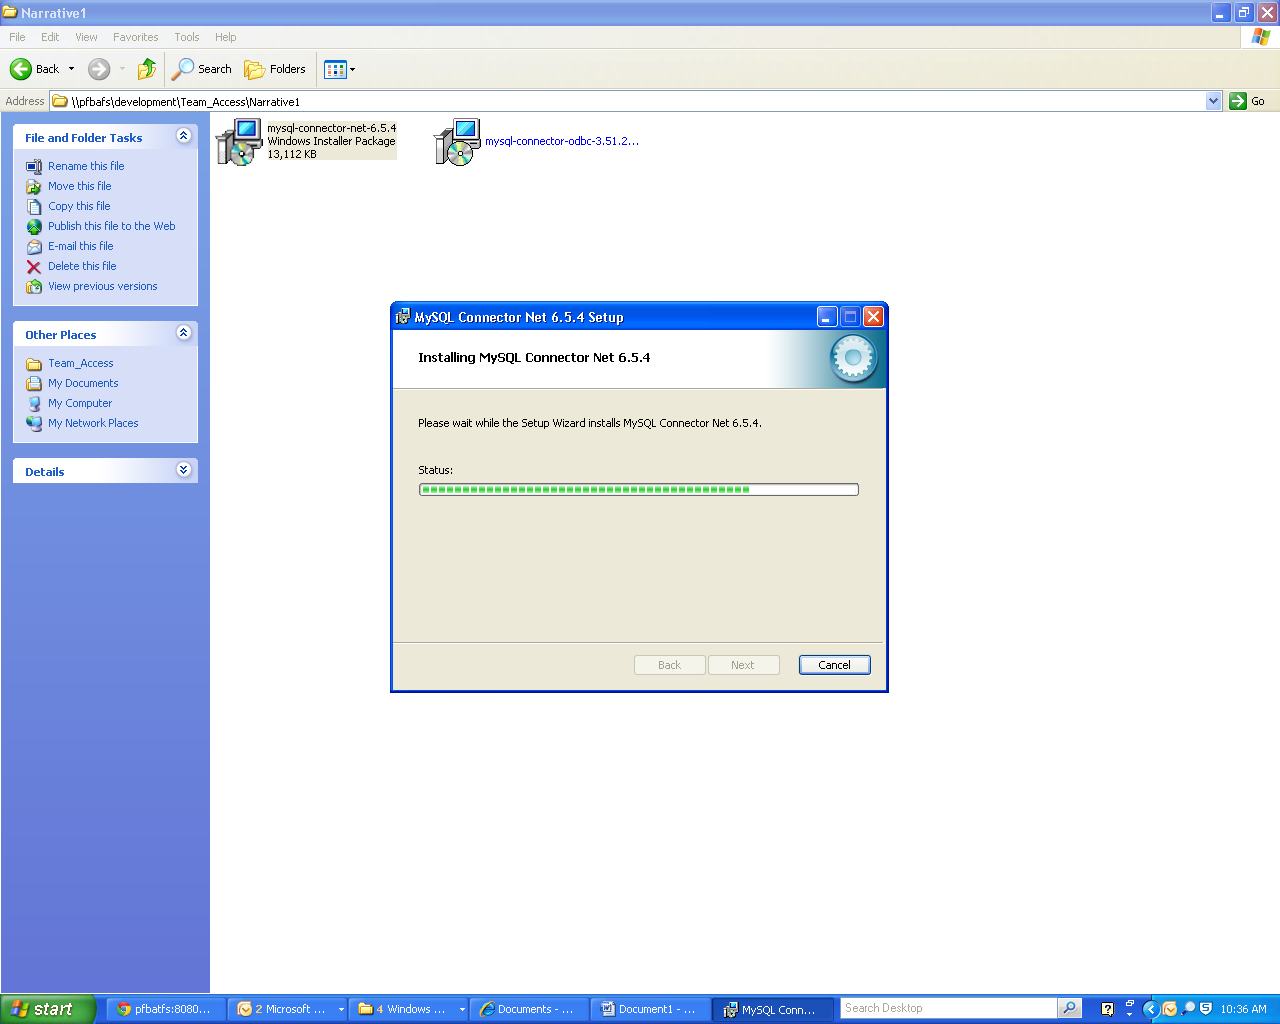 Narrative1
File Edit View Favorites Tools Help
Back Search Folders
Address \\pfbafs\development\Team_Access\Narrative1 Go
File and Folder Tasks
Rename this file
Move this file
Copy this file
Publish this file to the Web
E-mail this file
Delete this file
View previous versions
Other Places
Team_Access
My Documents
My Computer
My Network Places
Details
mysql-connector-net-6.5.4
Windows Installer Package
13,112 KB
mysql-connector-odbc-3.51.2...
MySQL Connector Net 6.5.4 Setup
Installing MySQL Connector Net 6.5.4
Please wait while the Setup Wizard installs MySQL Connector Net 6.5.4.
Status:
Back Next Cancel
start pfbatfs:8080... 2 Microsoft ... 4 Windows ... Documents - ... Document1 - ... MySQL Conn... Search Desktop 10:36 AM